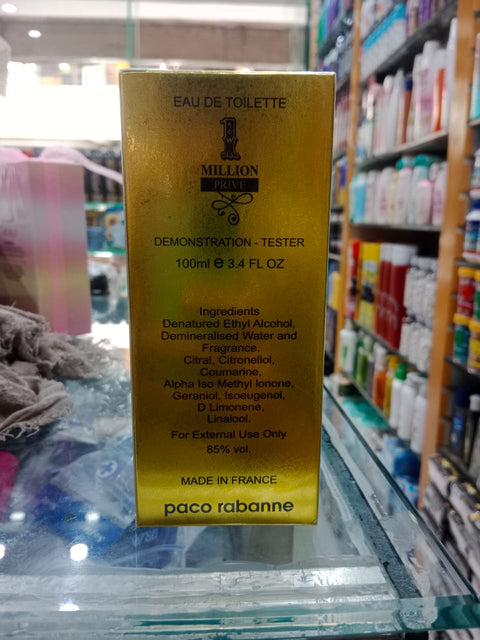 EAU DE TOILETTE
1
MILLION
PRIVE
DEMONSTRATION - TESTER
100ml e 3.4 FL OZ
Ingredients
Denatured Ethyl Alcohol,
Demineralised Water and
Fragrance.
Citral, Citronellol,
Coumarine,
Alpha Iso Methyl Ionone,
Geraniol, Isoeugenol,
D Limonene,
Linalool.
For External Use Only
85% vol.
MADE IN FRANCE
paco rabanne